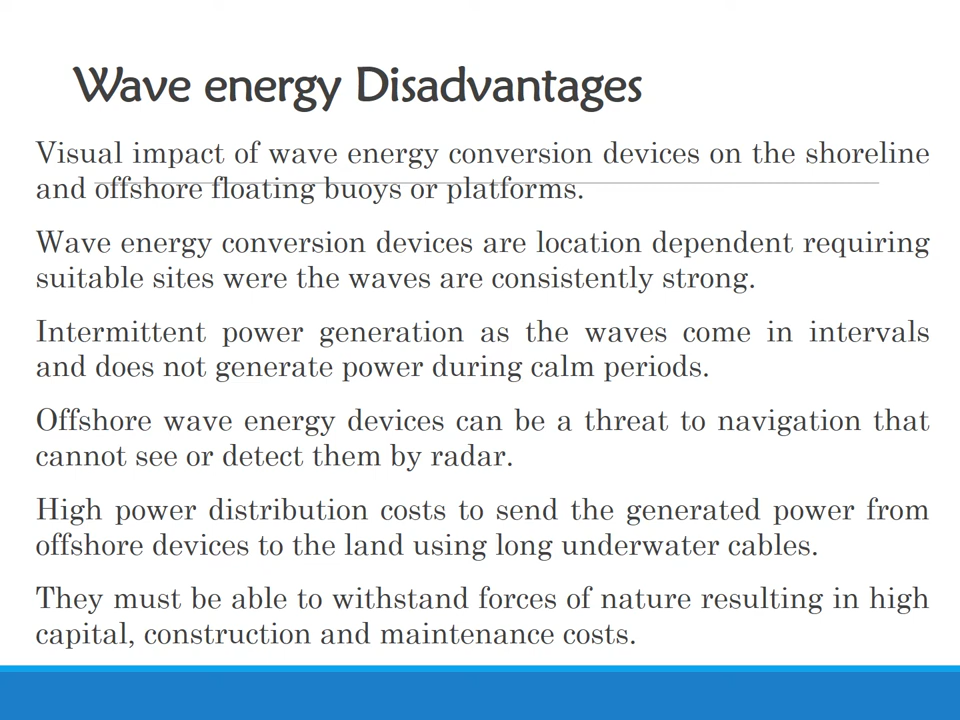 Wave energy Disadvantages
Visual impact of wave energy conversion devices on the shoreline
and offshore floating buoys or platforms.
Wave energy conversion devices are location dependent requiring
suitable sites were the waves are consistently strong.
Intermittent power generation as the waves come in intervals
and does not generate power during calm periods.
Offshore wave energy devices can be a threat to navigation that
cannot see or detect them by radar.
High power distribution costs to send the generated power from
offshore devices to the land using long underwater cables.
They must be able to withstand forces of nature resulting in high
capital, construction and maintenance costs.